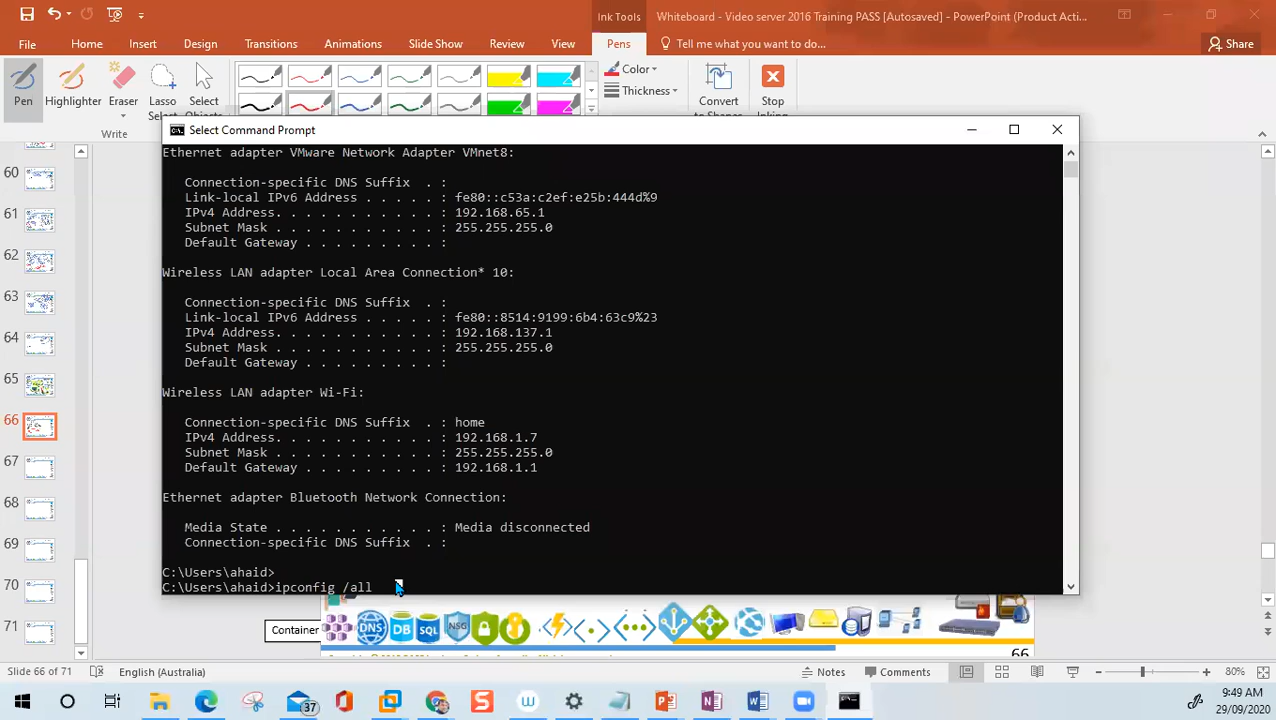 Ink Tools
Whiteboard - Video server 2016 Training PASS [Autosaved] - PowerPoint (Product Acti...
File Home Insert Design Transitions Animations Slide Show Review View Pens Tell me what you want to do... Share
Pen
Highlighter
Eraser
Lasso
Select
Select
Objects
Color
Thickness
Convert
to Shapes
Stop
Inking
Write
Select Command Prompt
Ethernet adapter VMware Network Adapter VMnet8:
Connection-specific DNS Suffix . :
Link-local IPv6 Address . . . . . : fe80::c53a:c2ef:e25b:444d%9
IPv4 Address. . . . . . . . . . . : 192.168.65.1
Subnet Mask . . . . . . . . . . . : 255.255.255.0
Default Gateway . . . . . . . . . :
Wireless LAN adapter Local Area Connection* 10:
Connection-specific DNS Suffix . :
Link-local IPv6 Address . . . . . : fe80::8514:9199:6b4:63c9%23
IPv4 Address. . . . . . . . . . . : 192.168.137.1
Subnet Mask . . . . . . . . . . . : 255.255.255.0
Default Gateway . . . . . . . . . :
Wireless LAN adapter Wi-Fi:
Connection-specific DNS Suffix . : home
IPv4 Address. . . . . . . . . . . : 192.168.1.7
Subnet Mask . . . . . . . . . . . : 255.255.255.0
Default Gateway . . . . . . . . . : 192.168.1.1
Ethernet adapter Bluetooth Network Connection:
Media State . . . . . . . . . . . : Media disconnected
Connection-specific DNS Suffix . :
C:\Users\ahaid>
C:\Users\ahaid>ipconfig /all
60
61
62
63
64
65
66
67
68
69
70
71
Container
DNS
DB
SQL
NSG
66
Slide 66 of 71 English (Australia) Notes Comments 80%
37
9:49 AM
29/09/2020